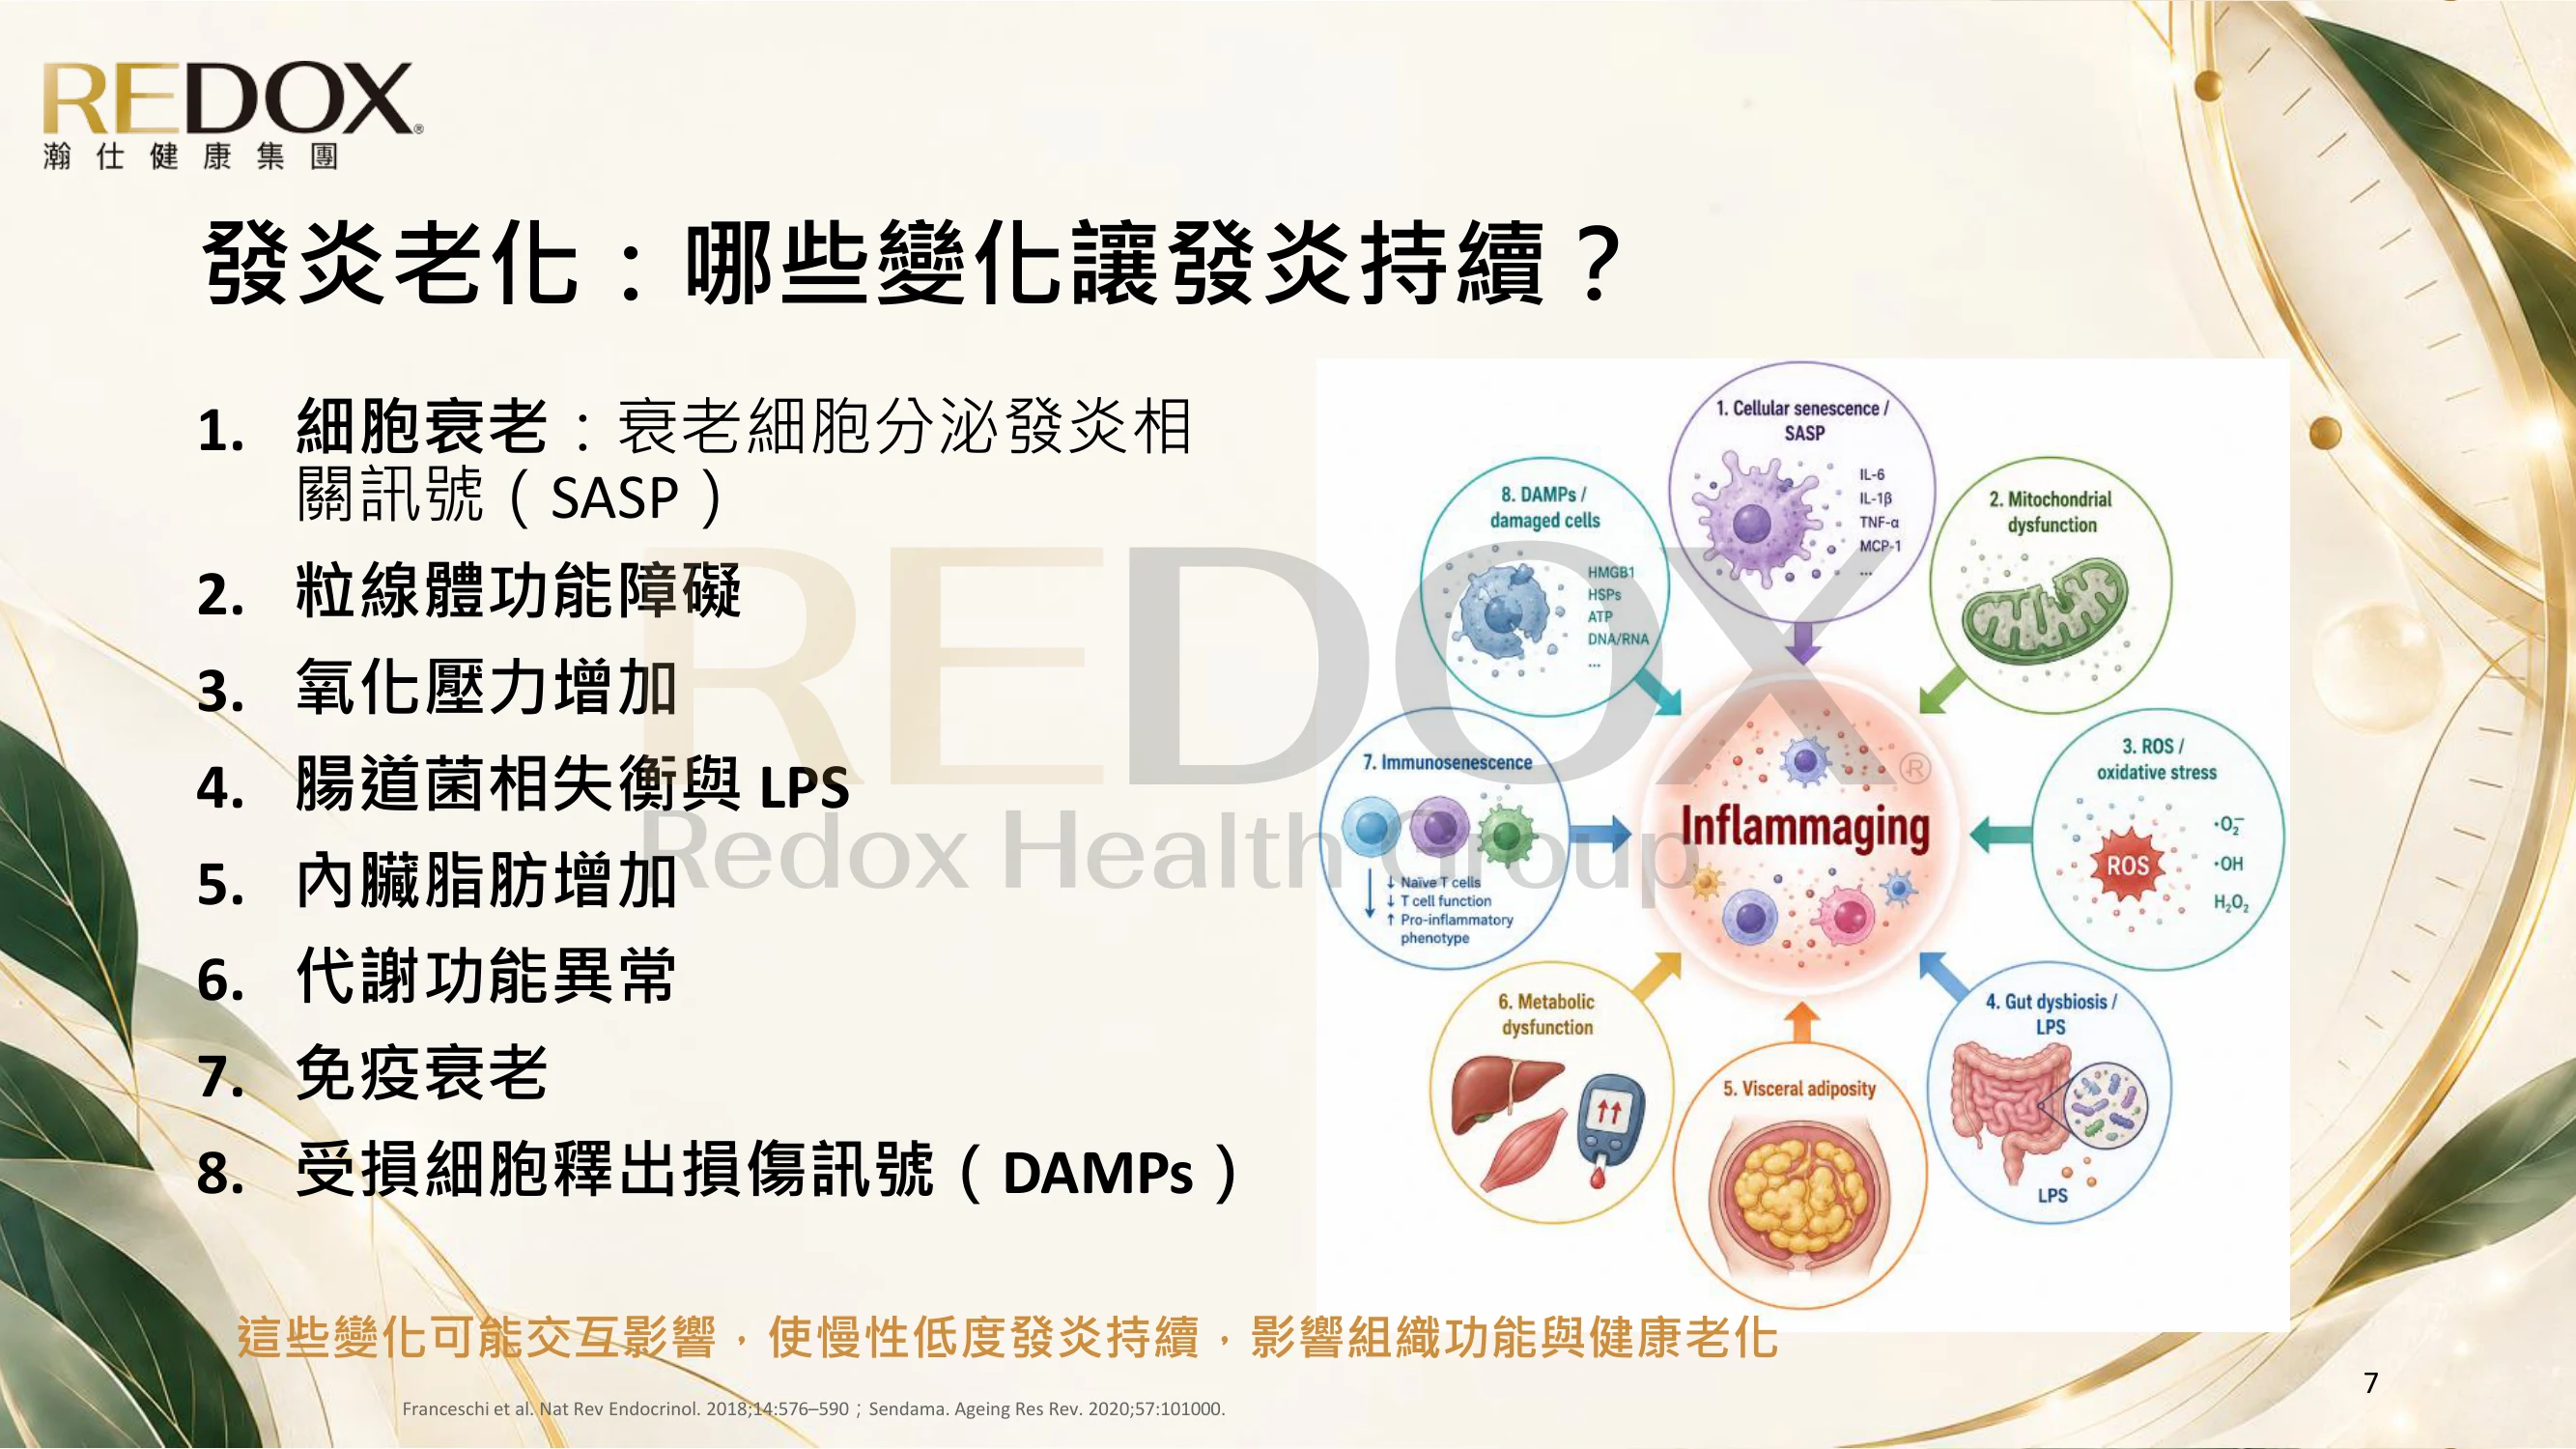 REDOX®
瀚仕健康集團
發炎老化：哪些變化讓發炎持續？
1. 細胞衰老：衰老細胞分泌發炎相
關訊號（SASP）
2. 粒線體功能障礙
3. 氧化壓力增加
4. 腸道菌相失衡與 LPS
5. 內臟脂肪增加
6. 代謝功能異常
7. 免疫衰老
8. 受損細胞釋出損傷訊號（DAMPs）
1. Cellular senescence /
SASP
IL-6
IL-1β
TNF-α
MCP-1
...
2. Mitochondrial
dysfunction
3. ROS /
oxidative stress
ROS
·O₂⁻
·OH
H₂O₂
4. Gut dysbiosis /
LPS
LPS
5. Visceral adiposity
6. Metabolic
dysfunction
7. Immunosenescence
↓ Naïve T cells
↓ T cell function
↑ Pro-inflammatory
phenotype
8. DAMPs /
damaged cells
HMGB1
HSPs
ATP
DNA/RNA
...
Inflammaging
REDOX®
Redox Health Group
這些變化可能交互影響，使慢性低度發炎持續，影響組織功能與健康老化
Franceschi et al. Nat Rev Endocrinol. 2018;14:576–590；Sendama. Ageing Res Rev. 2020;57:101000.
7